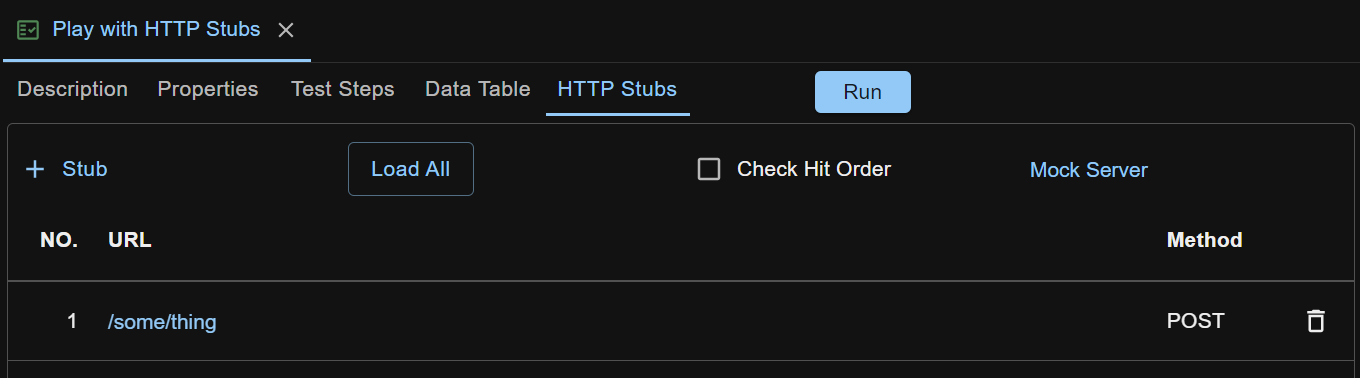 Play with HTTP Stubs
Description Properties Test Steps Data Table HTTP Stubs Run
Stub Load All Check Hit Order Mock Server
NO. URL Method
1 /some/thing POST